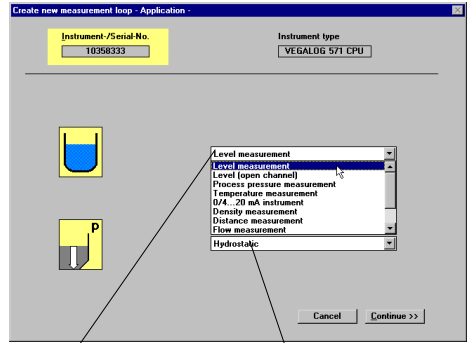 Create new measurement loop - Application -
Instrument-/Serial-No.
Instrument type
10358333
VEGALOG 571 CPU
Level measurement
Level measurement
Level (open channel)
Process pressure measurement
Temperature measurement
0/4...20 mA instrument
Density measurement
Distance measurement
Flow measurement
p
Hydrostatic
Cancel
Continue >>